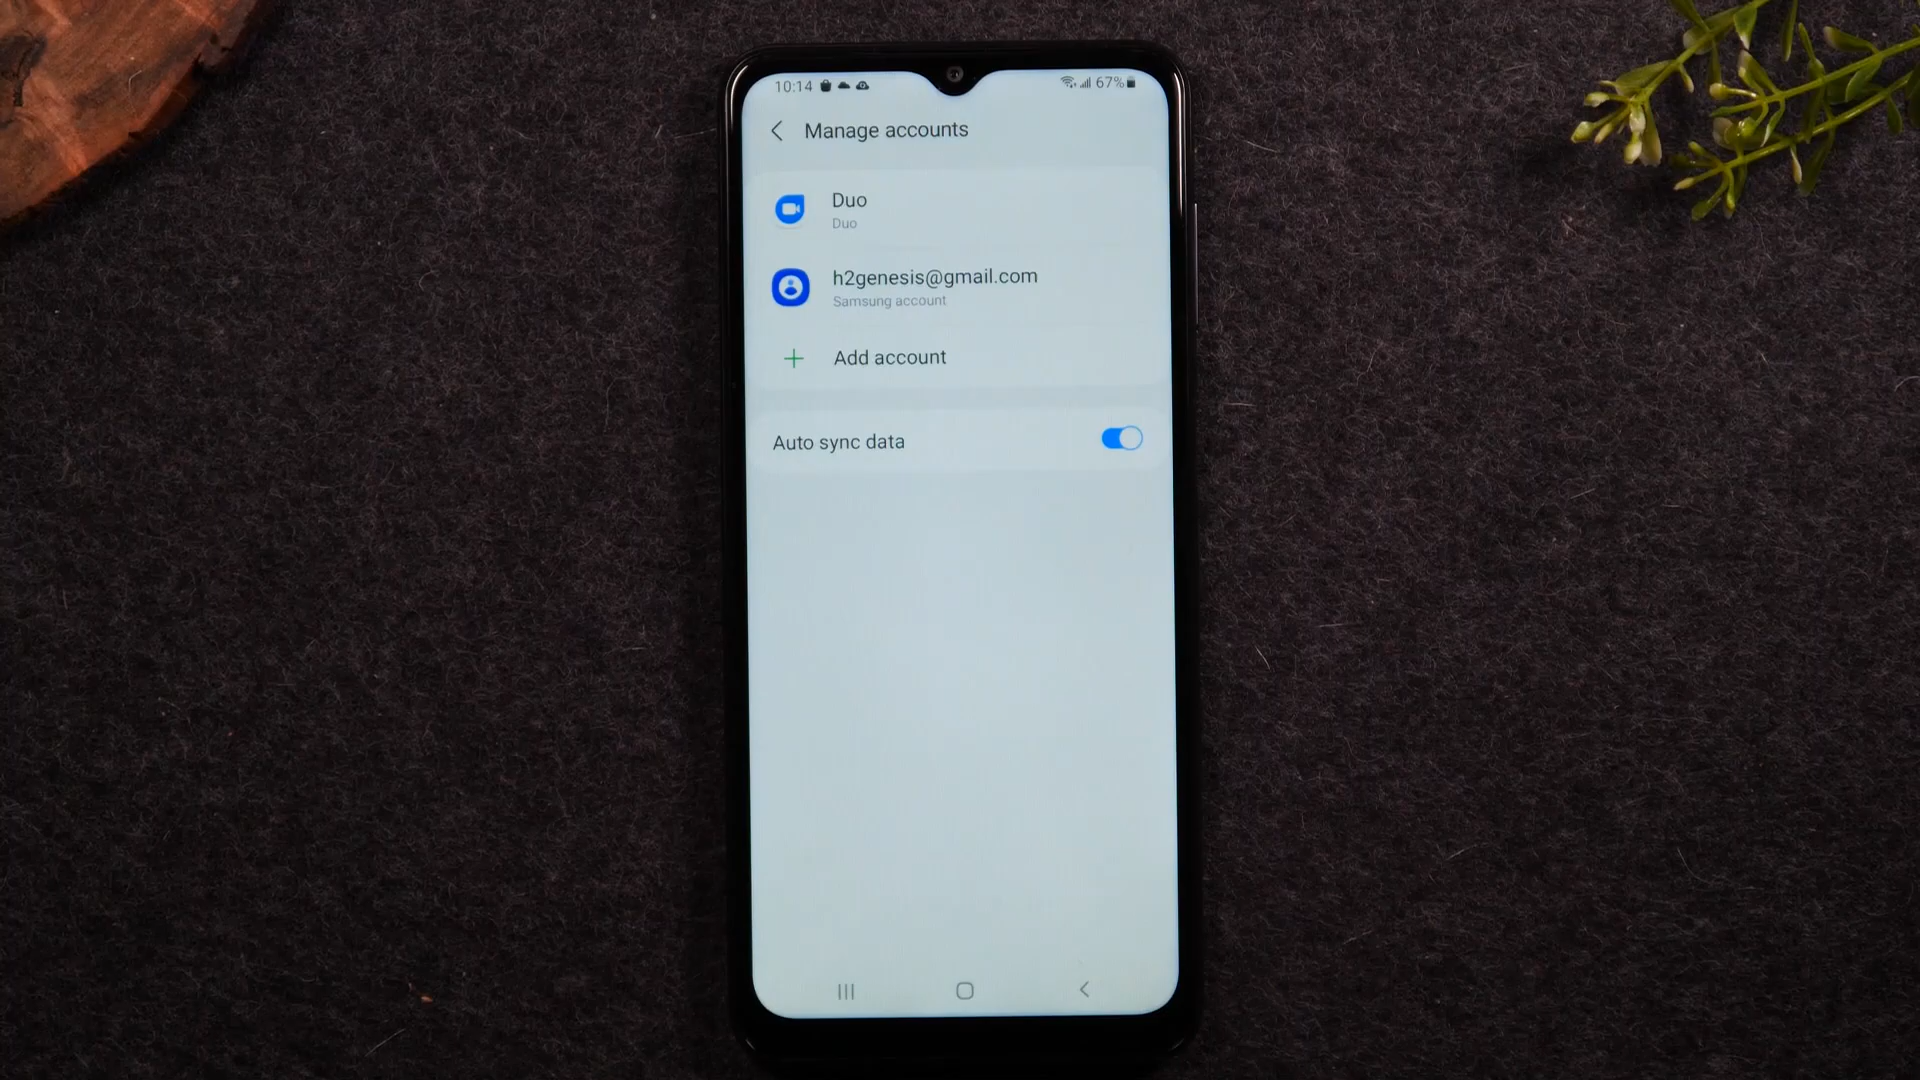 10:14 67%
Manage accounts
Duo
Duo
h2genesis@gmail.com
Samsung account
Add account
Auto sync data